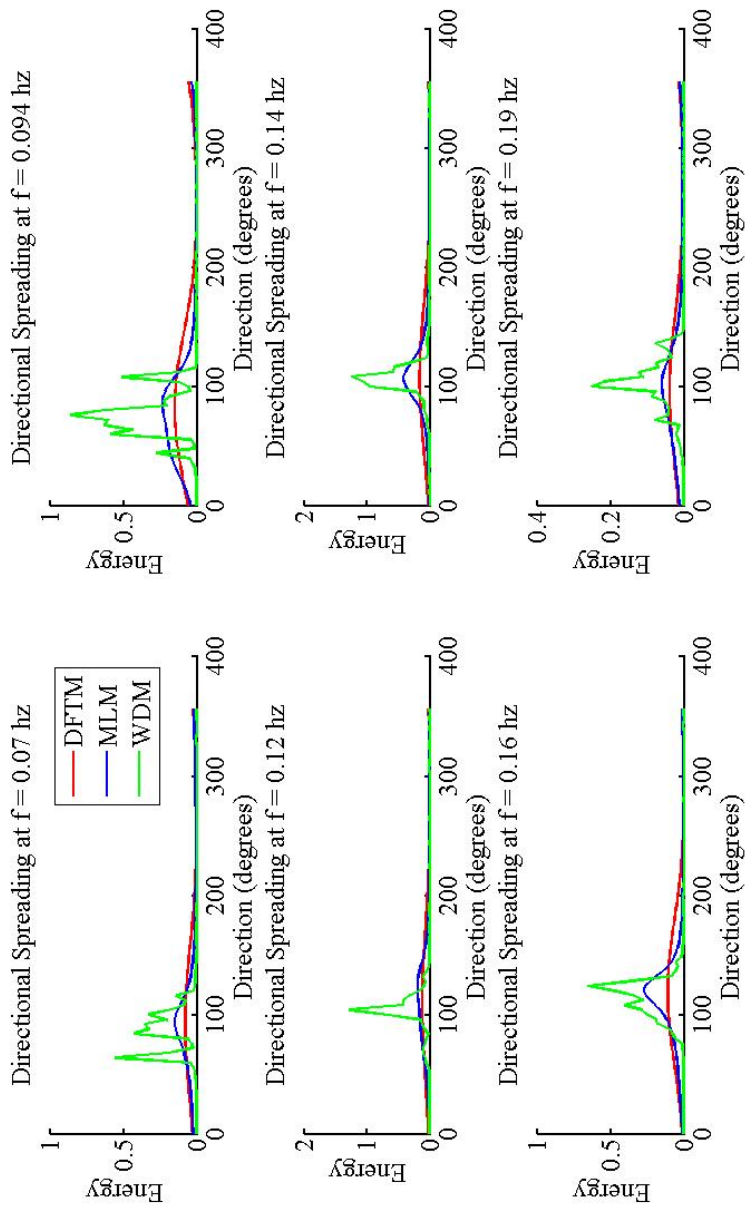 Directional Spreading at f = 0.07 hz
1
0.5
0
Energy
0
100
200
300
400
Direction (degrees)
DFTM
MLM
WDM
Directional Spreading at f = 0.094 hz
1
0.5
0
Energy
0
100
200
300
400
Direction (degrees)
Directional Spreading at f = 0.12 hz
2
1
0
Energy
0
100
200
300
400
Direction (degrees)
Directional Spreading at f = 0.14 hz
2
1
0
Energy
0
100
200
300
400
Direction (degrees)
Directional Spreading at f = 0.16 hz
1
0.5
0
Energy
0
100
200
300
400
Direction (degrees)
Directional Spreading at f = 0.19 hz
0.4
0.2
0
Energy
0
100
200
300
400
Direction (degrees)